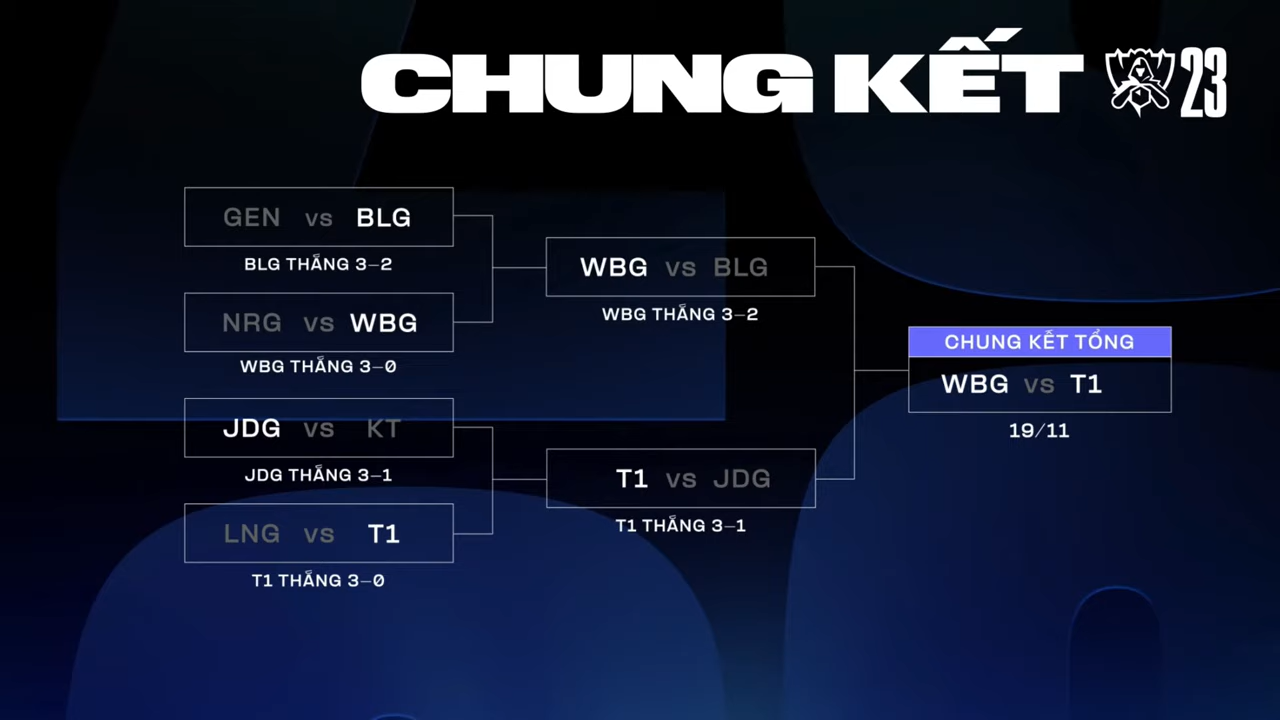 CHUNG KẾT 23
GEN vs BLG
BLG THẮNG 3-2
NRG vs WBG
WBG THẮNG 3-0
JDG vs KT
JDG THẮNG 3-1
LNG vs T1
T1 THẮNG 3-0
WBG vs BLG
WBG THẮNG 3-2
T1 vs JDG
T1 THẮNG 3-1
CHUNG KẾT TỔNG
WBG vs T1
19/11